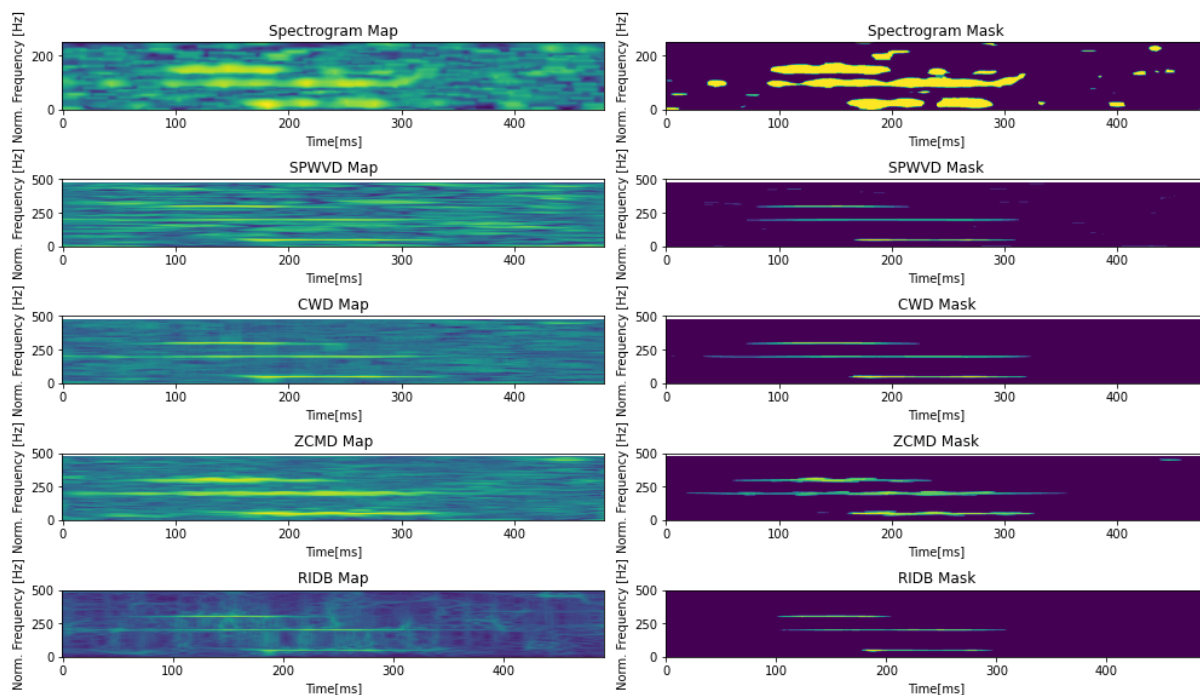 Spectrogram Map
Spectrogram Mask
Norm. Frequency [Hz]
200
0
0 100 200 300 400
Time[ms]
Norm. Frequency [Hz]
200
0
0 100 200 300 400
Time[ms]
SPWVD Map
SPWVD Mask
Norm. Frequency [Hz]
500
250
0
0 100 200 300 400
Time[ms]
Norm. Frequency [Hz]
500
250
0
0 100 200 300 400
Time[ms]
CWD Map
CWD Mask
Norm. Frequency [Hz]
500
250
0
0 100 200 300 400
Time[ms]
Norm. Frequency [Hz]
500
250
0
0 100 200 300 400
Time[ms]
ZCMD Map
ZCMD Mask
Norm. Frequency [Hz]
500
250
0
0 100 200 300 400
Time[ms]
Norm. Frequency [Hz]
500
250
0
0 100 200 300 400
Time[ms]
RIDB Map
RIDB Mask
Norm. Frequency [Hz]
500
250
0
0 100 200 300 400
Time[ms]
Norm. Frequency [Hz]
500
250
0
0 100 200 300 400
Time[ms]